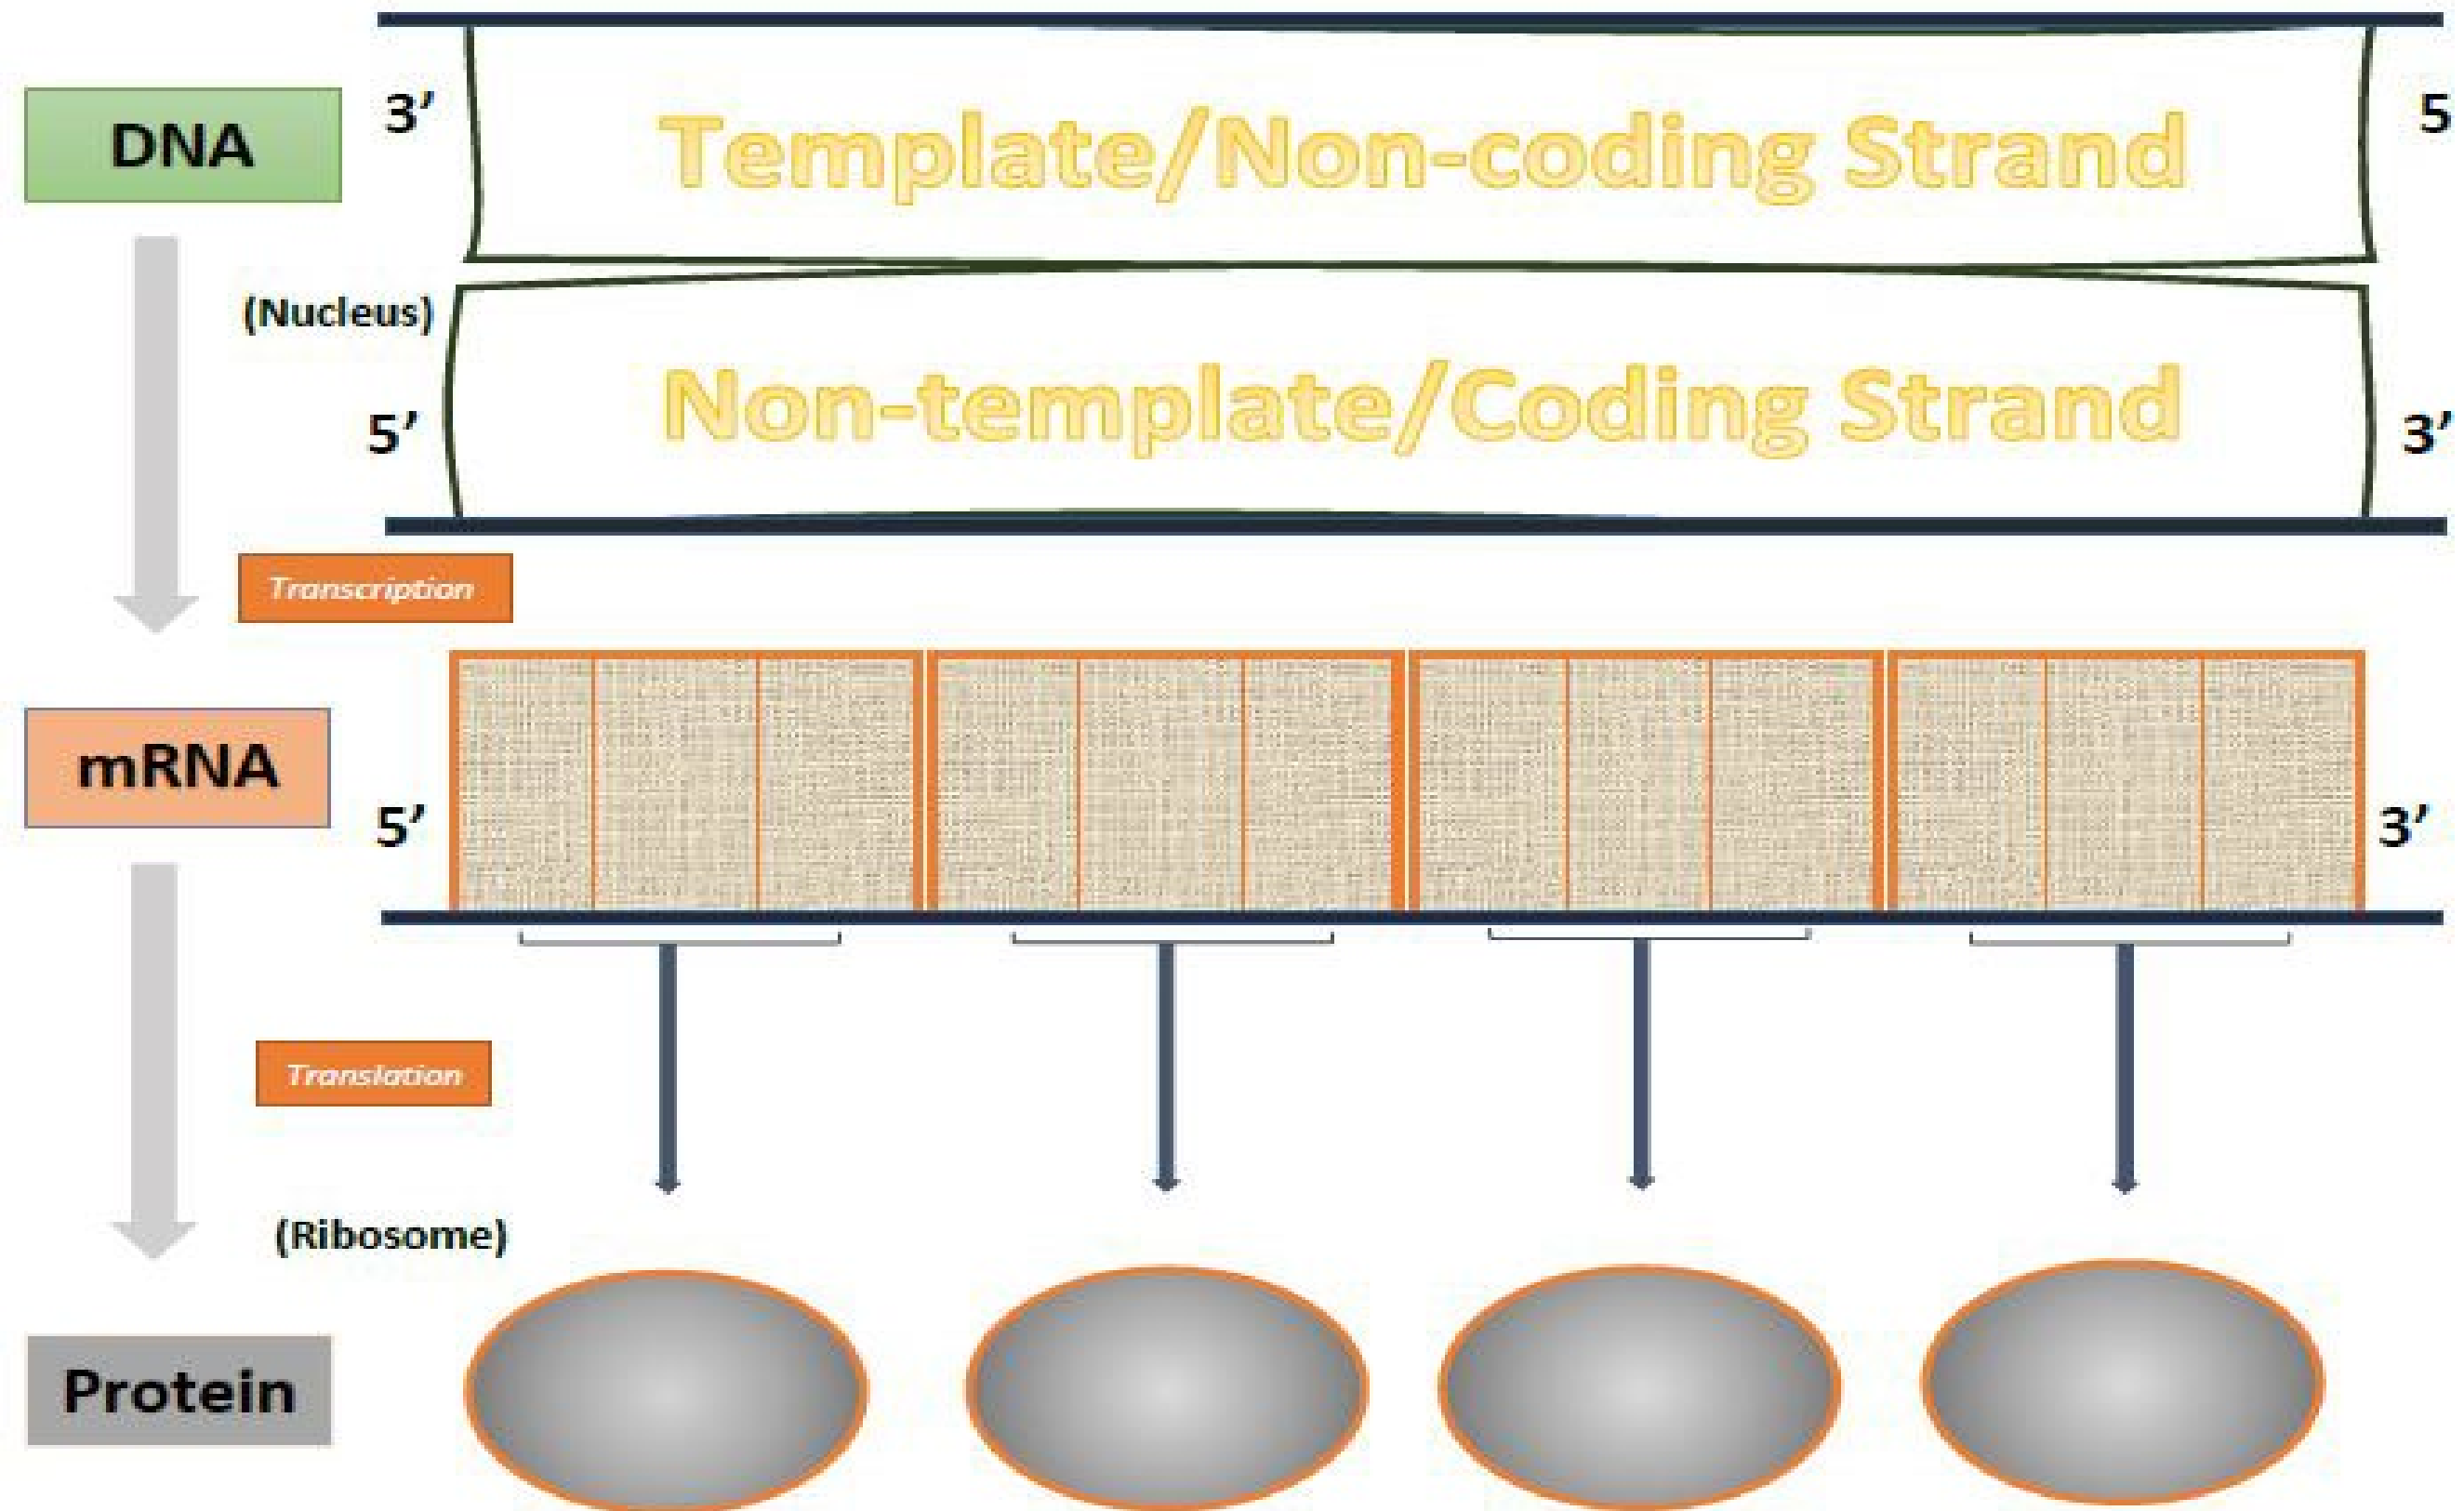 3’
5
DNA
Template/Non-coding Strand
(Nucleus)
Non-template/Coding Strand
5’
3’
Transcription
mRNA
5’
3’
Translation
(Ribosome)
Protein